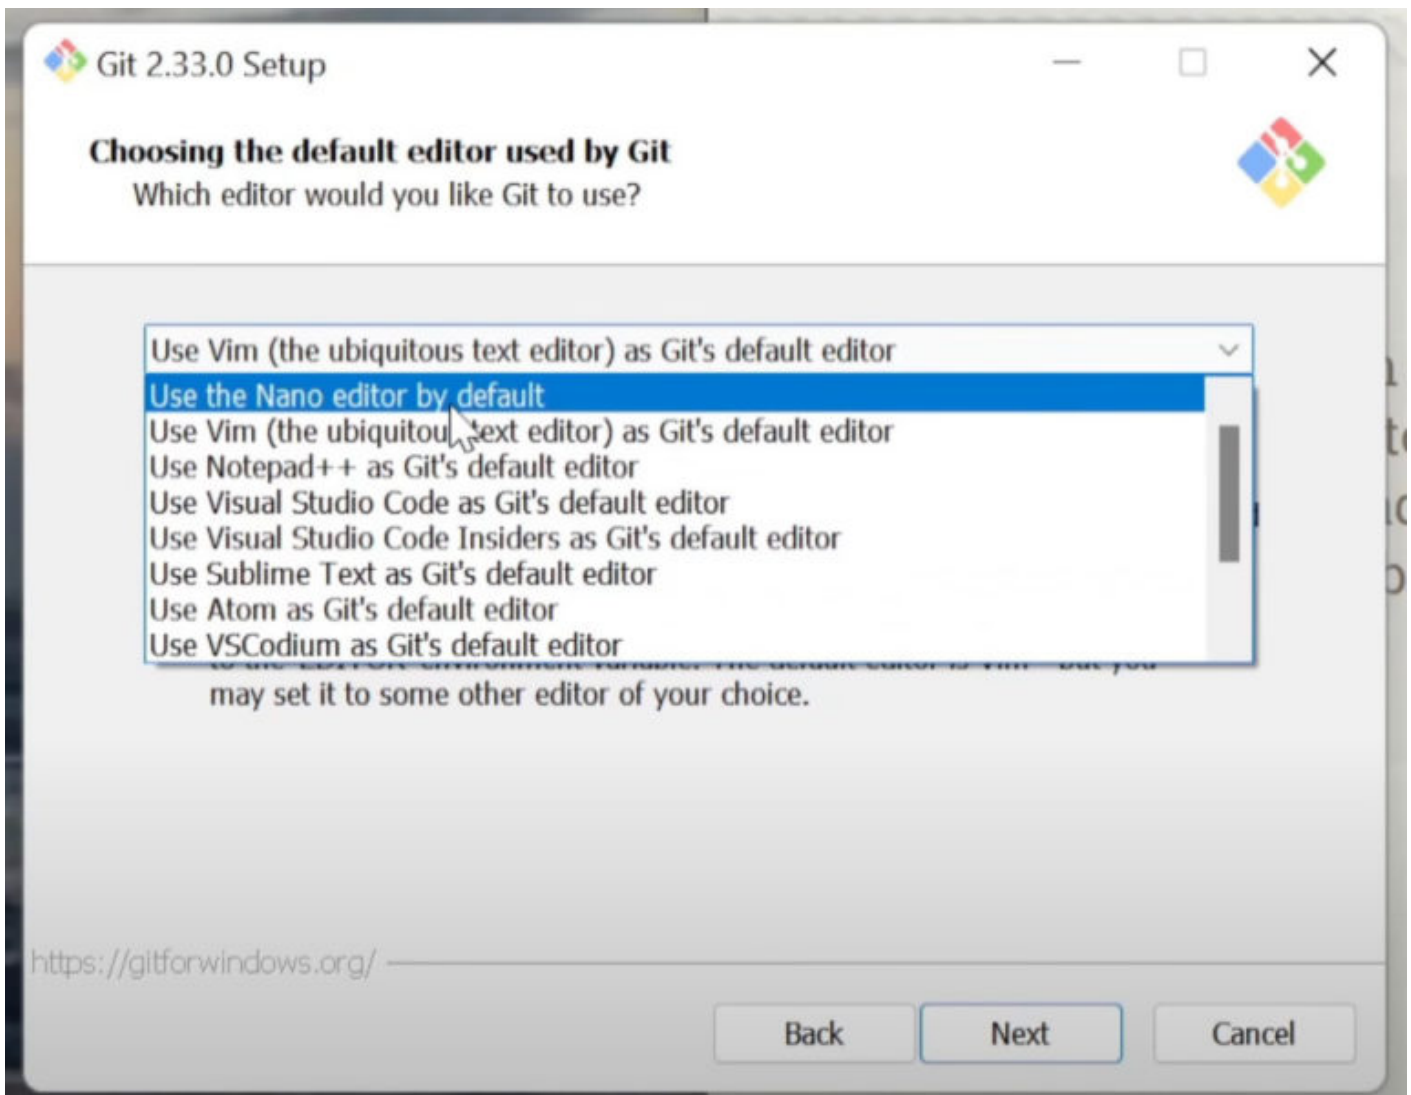 Git 2.33.0 Setup
Choosing the default editor used by Git
Which editor would you like Git to use?
Use Vim (the ubiquitous text editor) as Git's default editor
Use the Nano editor by default
Use Vim (the ubiquitous text editor) as Git's default editor
Use Notepad++ as Git's default editor
Use Visual Studio Code as Git's default editor
Use Visual Studio Code Insiders as Git's default editor
Use Sublime Text as Git's default editor
Use Atom as Git's default editor
Use VSCodium as Git's default editor
may set it to some other editor of your choice.
https://gitforwindows.org/
Back
Next
Cancel